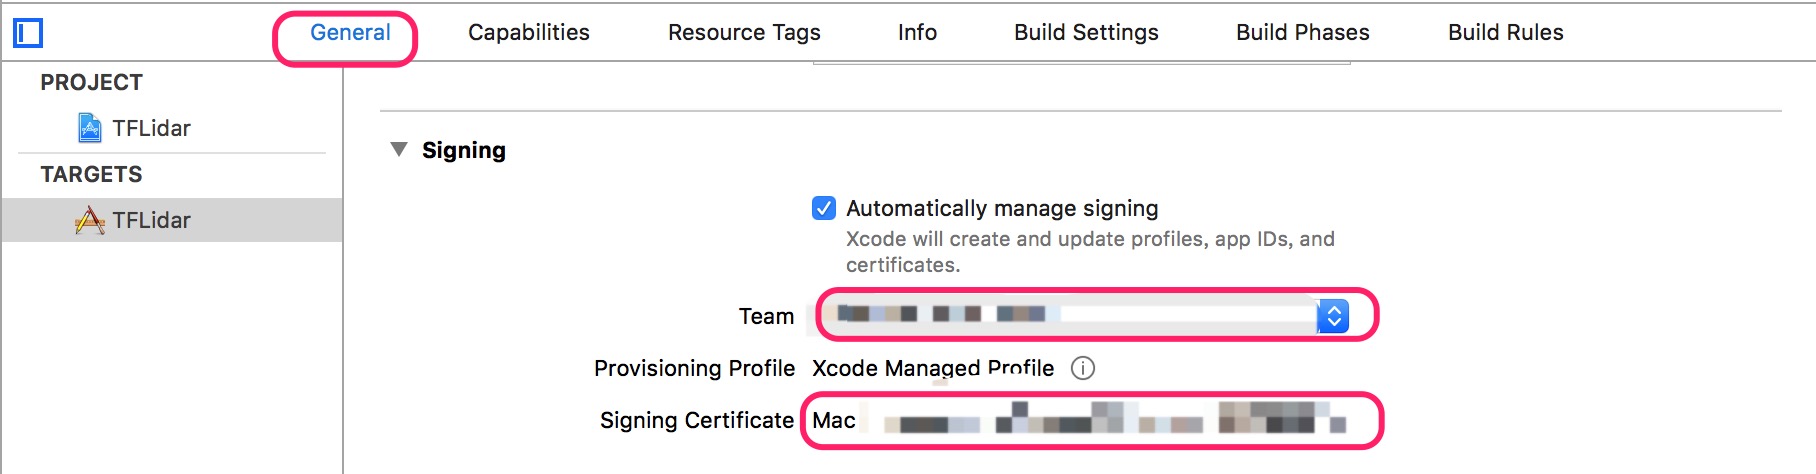 General Capabilities Resource Tags Info Build Settings Build Phases Build Rules
PROJECT
TFLidar
TARGETS
TFLidar
Signing
Automatically manage signing
Xcode will create and update profiles, app IDs, and
certificates.
Team
Provisioning Profile Xcode Managed Profile
Signing Certificate Mac